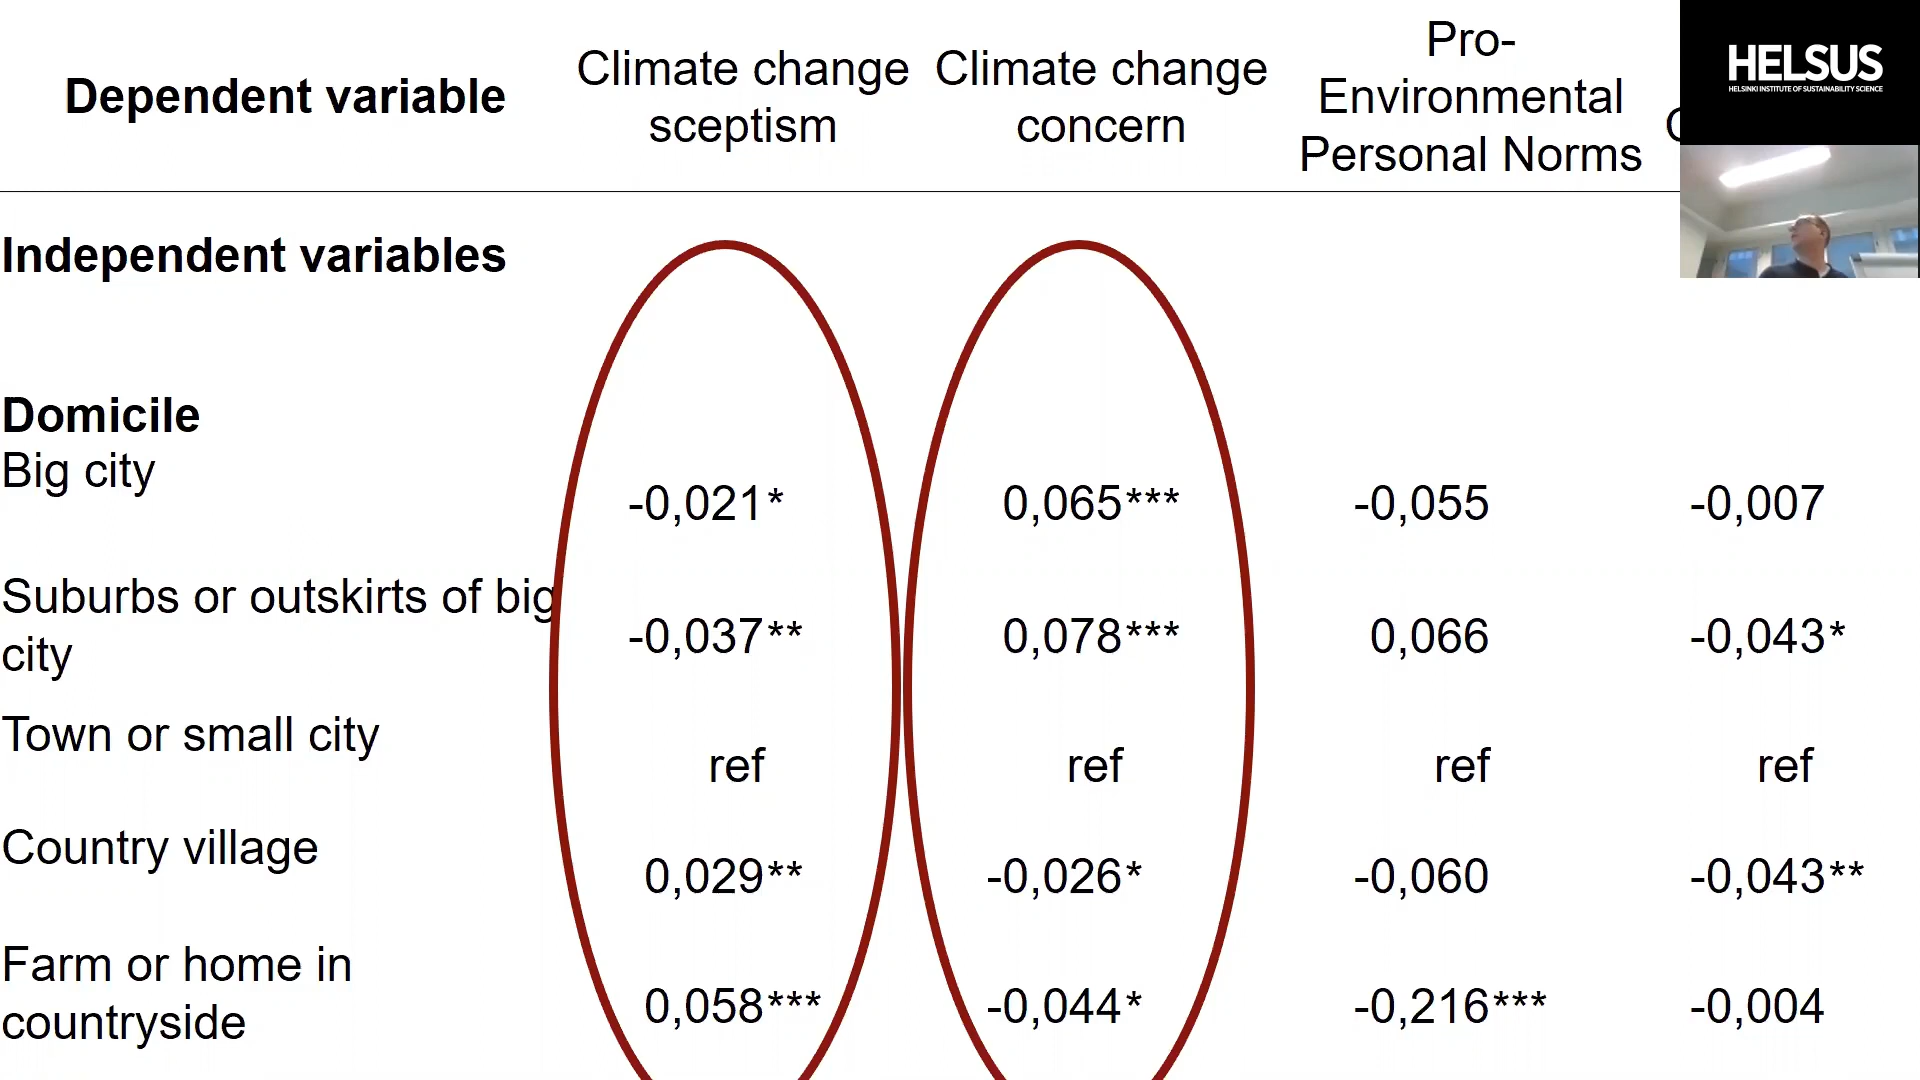 Dependent variable
Climate change
sceptism
Climate change
concern
Pro-
Environmental
Personal Norms
HELSUS
HELSINKI INSTITUTE OF SUSTAINABILITY SCIENCE
Independent variables
Domicile
Big city
-0,021* 0,065*** -0,055 -0,007
Suburbs or outskirts of big
city
-0,037** 0,078*** 0,066 -0,043*
Town or small city
ref ref ref ref
Country village
0,029** -0,026* -0,060 -0,043**
Farm or home in
countryside
0,058*** -0,044* -0,216*** -0,004